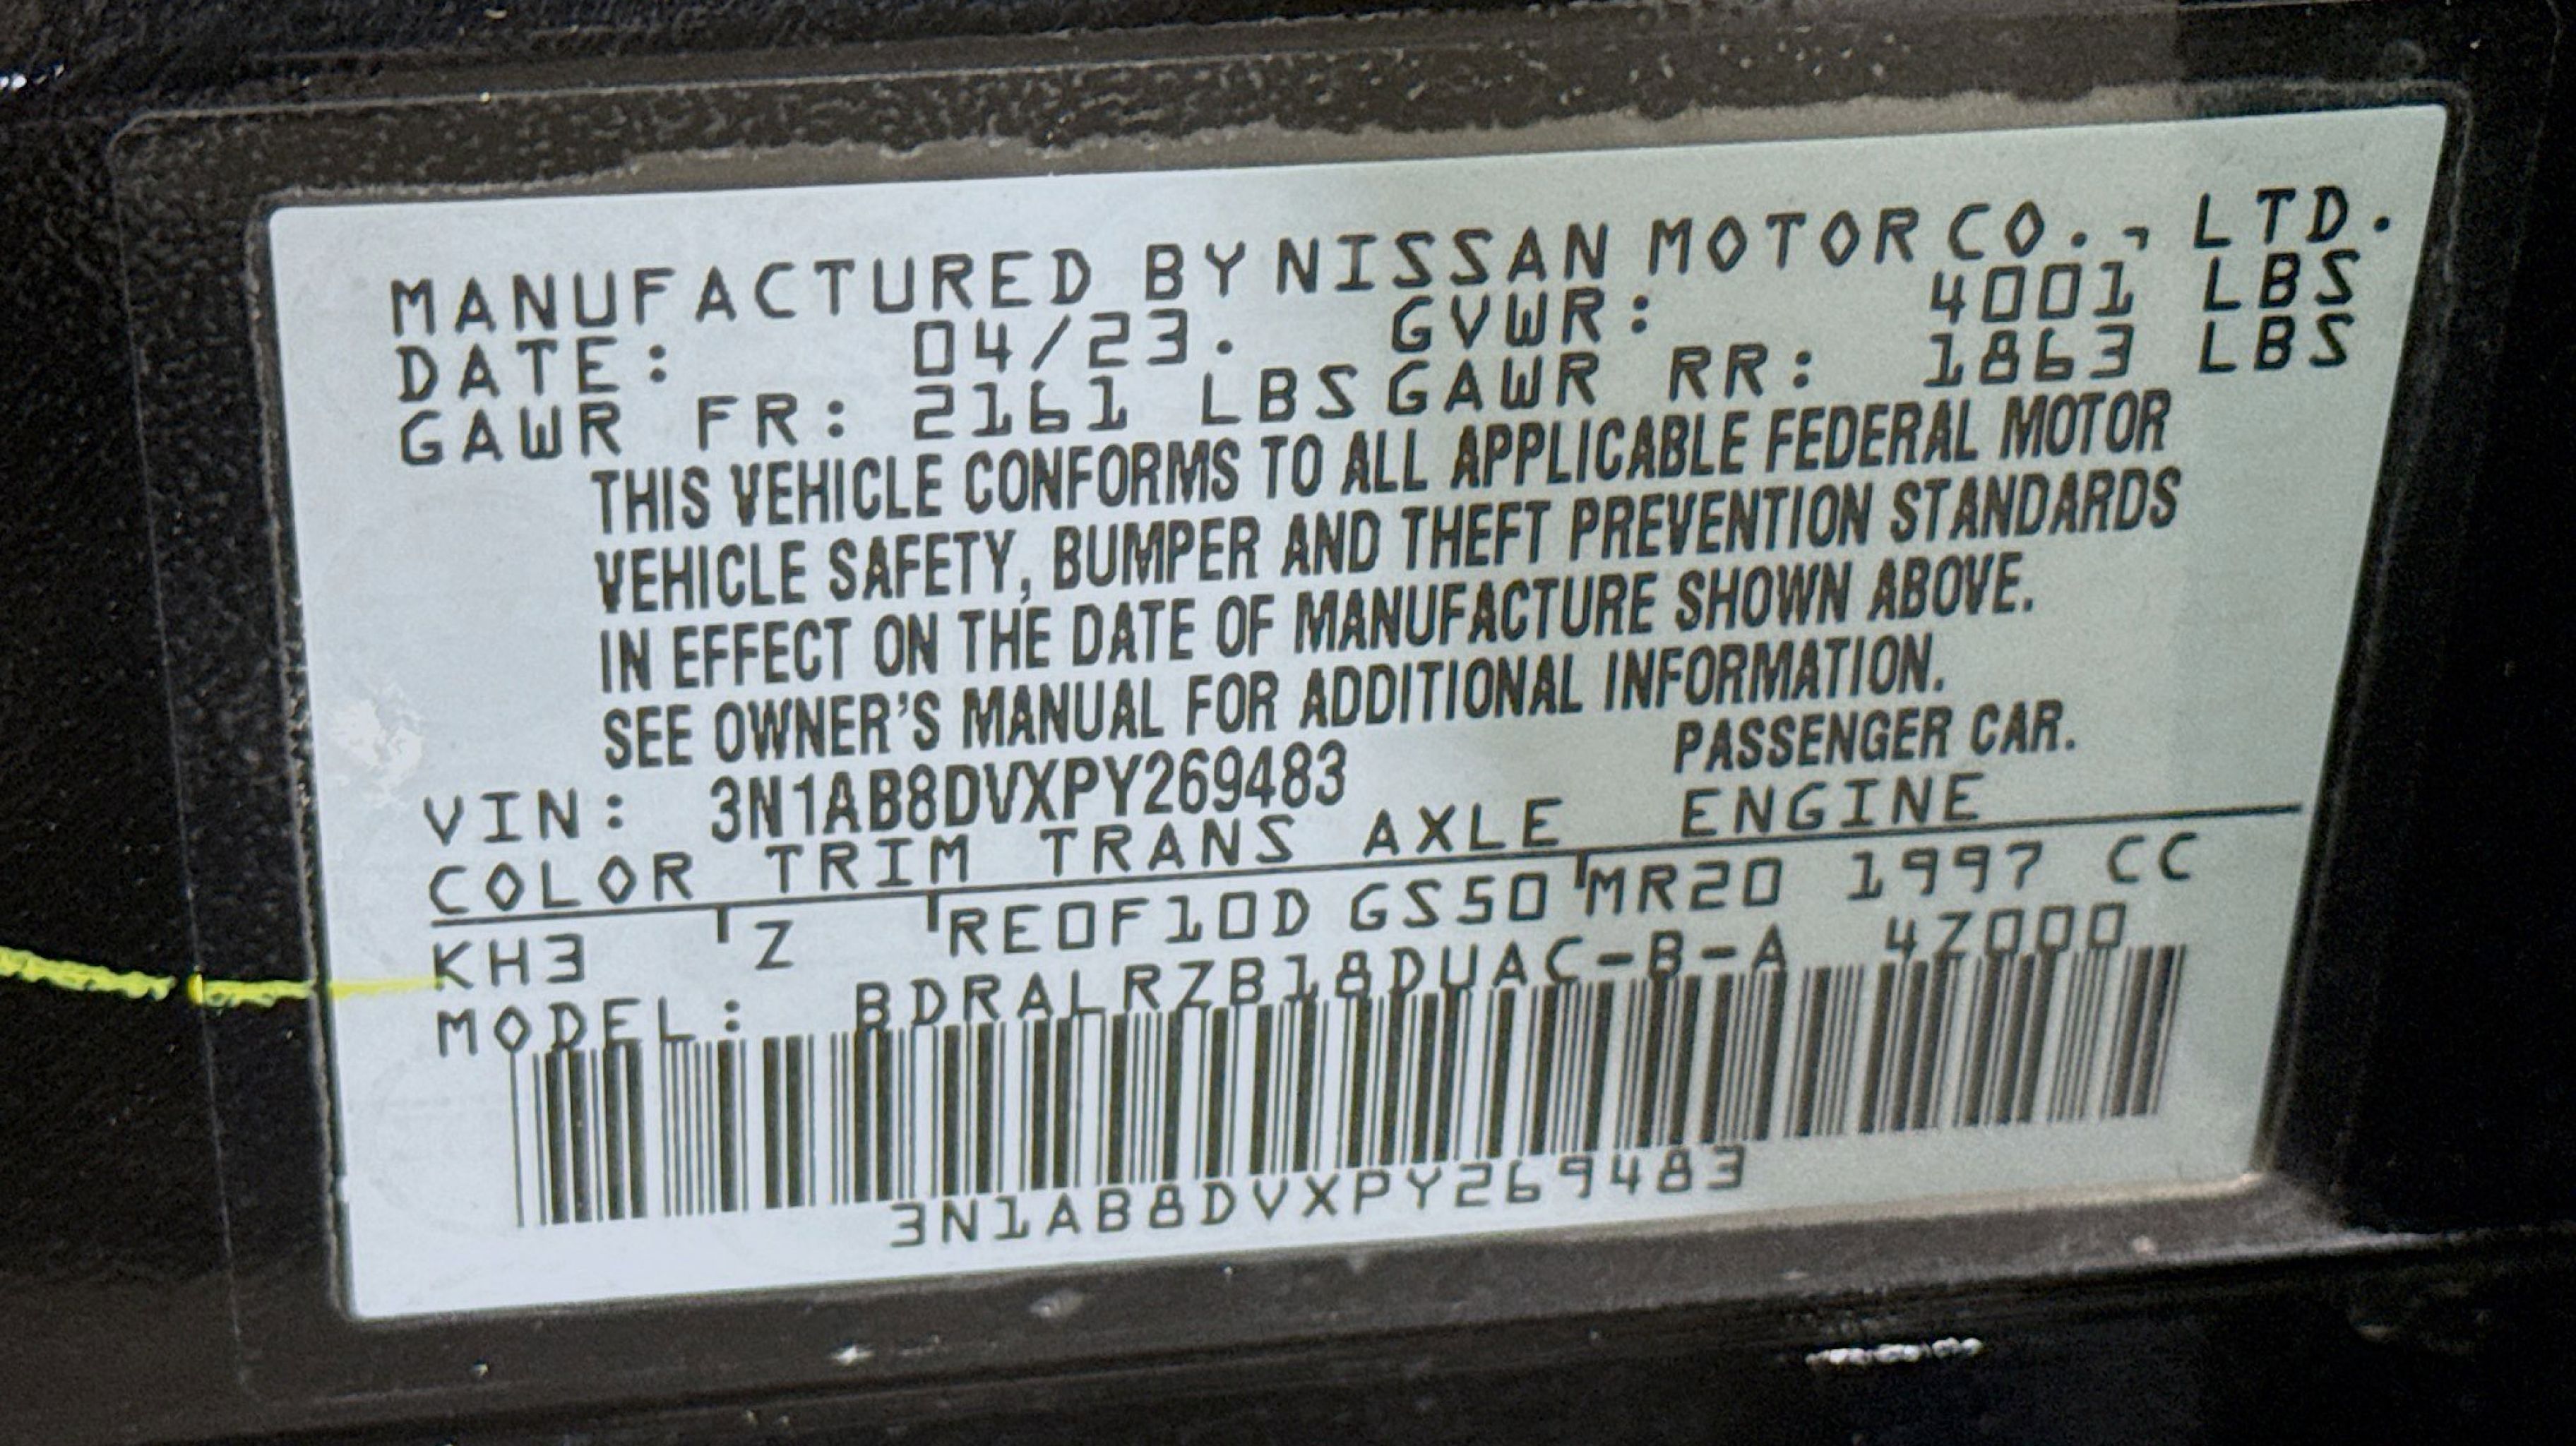 MANUFACTURED BY NISSAN MOTOR CO., LTD.
DATE: 04/23. GVWR: 4001 LBS
GAWR FR: 2161 LBS GAWR RR: 1863 LBS
THIS VEHICLE CONFORMS TO ALL APPLICABLE FEDERAL MOTOR
VEHICLE SAFETY, BUMPER AND THEFT PREVENTION STANDARDS
IN EFFECT ON THE DATE OF MANUFACTURE SHOWN ABOVE.
SEE OWNER'S MANUAL FOR ADDITIONAL INFORMATION.
VIN: 3N1AB8DVXPY269483 PASSENGER CAR.
COLOR TRIM TRANS AXLE ENGINE
KH3 Z RE0F10D GS50 MR20 1997 CC
MODEL: BDRALRZB18DUAC-B-A 4Z000
3N1AB8DVXPY269483